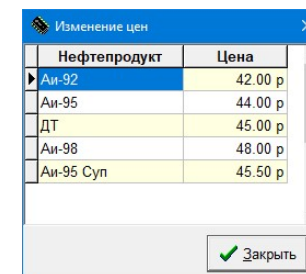 Изменение цен
Нефтепродукт Цена
Аи-92 42.00 р
Аи-95 44.00 р
ДТ 45.00 р
Аи-98 48.00 р
Аи-95 Суп 45.50 р
Закрыть